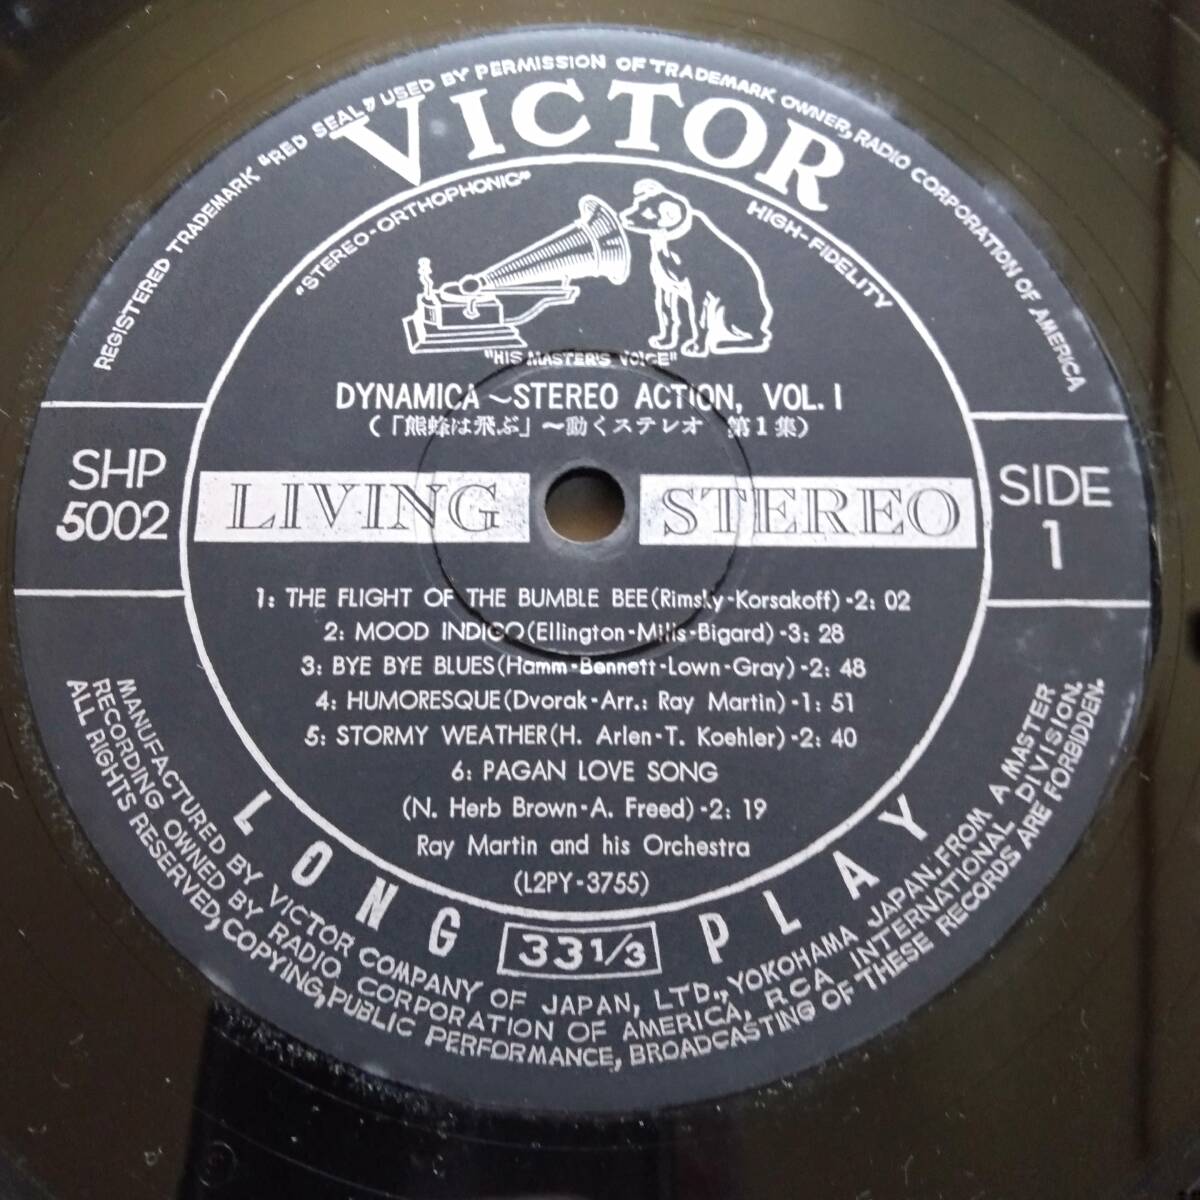 REGISTERED TRADEMARK "RED SEAL" USED BY PERMISSION OF TRADEMARK OWNER, RADIO CORPORATION OF AMERICA
VICTOR
"STEREO-ORTHOPHONIC" HIGH-FIDELITY
"HIS MASTER'S VOICE"
DYNAMICA ~STEREO ACTION, VOL. I
(「熊蜂は飛ぶ」~動くステレオ 第1集)
SHP
5002
LIVING STEREO
SIDE
1
1: THE FLIGHT OF THE BUMBLE BEE(Rimsky-Korsakoff)-2: 02
2: MOOD INDIGO(Ellington-Mills-Bigard)-3: 28
3: BYE BYE BLUES(Hamm-Bennett-Lown-Gray)-2: 48
4: HUMORESQUE(Dvorak-Arr.: Ray Martin)-1: 51
5: STORMY WEATHER(H. Arlen-T. Koehler)-2: 40
6: PAGAN LOVE SONG
(N. Herb Brown-A. Freed)-2: 19
Ray Martin and his Orchestra
(L2PY-3755)
LONG 33 1/3 PLAY
MANUFACTURED BY VICTOR COMPANY OF JAPAN, LTD., YOKOHAMA JAPAN. FROM A MASTER
RECORDING OWNED BY RADIO CORPORATION OF AMERICA, RCA INTERNATIONAL DIVISION.
ALL RIGHTS RESERVED, COPYING, PUBLIC PERFORMANCE, BROADCASTING OF THESE RECORDS ARE FORBIDDEN.